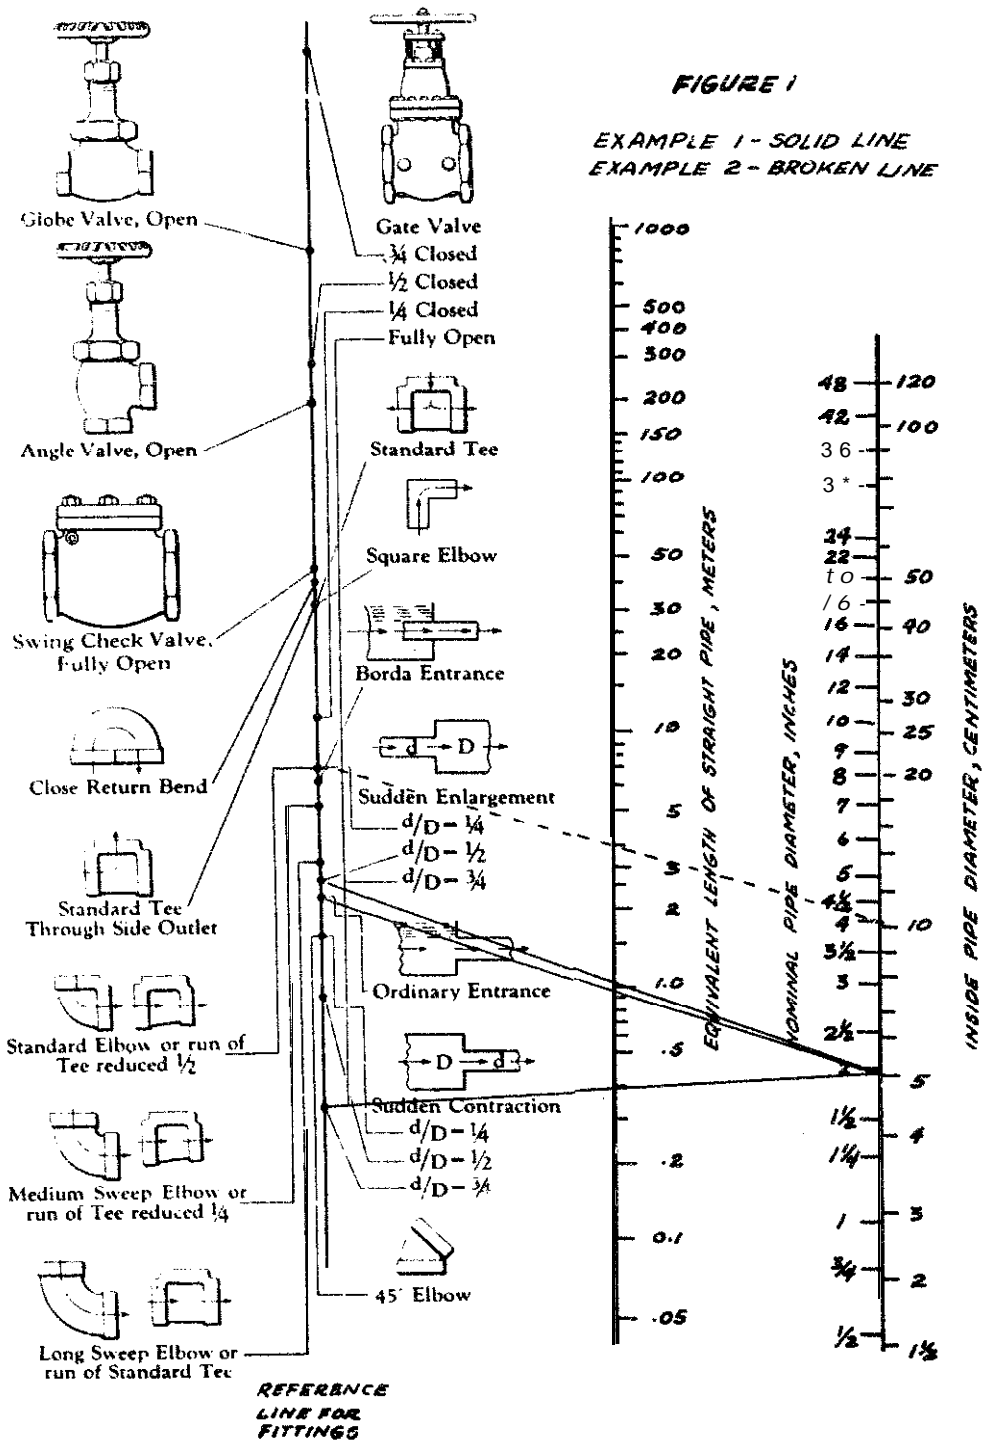 FIGURE 1
EXAMPLE 1 - SOLID LINE
EXAMPLE 2 - BROKEN LINE
Globe Valve, Open
Angle Valve, Open
Swing Check Valve,
Fully Open
Close Return Bend
Standard Tee
Through Side Outlet
Standard Elbow or run of
Tee reduced ½
Medium Sweep Elbow or
run of Tee reduced ¼
Long Sweep Elbow or
run of Standard Tee
REFERENCE
LINE FOR
FITTINGS
Gate Valve
¾ Closed
½ Closed
¼ Closed
Fully Open
Standard Tee
Square Elbow
Borda Entrance
d D
Sudden Enlargement
d/D - ¼
d/D - ½
d/D - ¾
Ordinary Entrance
D d
Sudden Contraction
d/D - ¼
d/D - ½
d/D - ¾
45° Elbow
1000
500
400
300
200
150
100
50
30
20
10
5
3
2
1.0
.5
.2
0.1
.05
EQUIVALENT LENGTH OF STRAIGHT PIPE, METERS
NOMINAL PIPE DIAMETER, INCHES
48
42
36
3*
24
22
to
16
16
14
12
10
9
8
7
6
5
4½
4
3½
3
2½
2
1½
1¼
1
¾
½
120
100
50
40
30
25
20
10
5
4
3
2
1½
INSIDE PIPE DIAMETER, CENTIMETERS